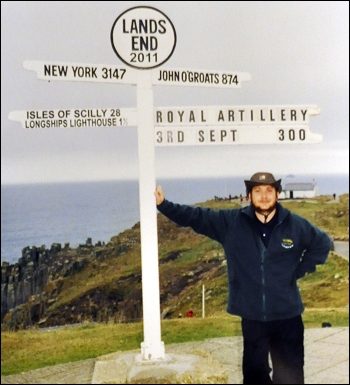 LANDS
END
2011
NEW YORK 3147
JOHN O'GROATS 874
ISLES OF SCILLY 28
LONGSHIPS LIGHTHOUSE 1½
ROYAL ARTILLERY
3RD SEPT 300